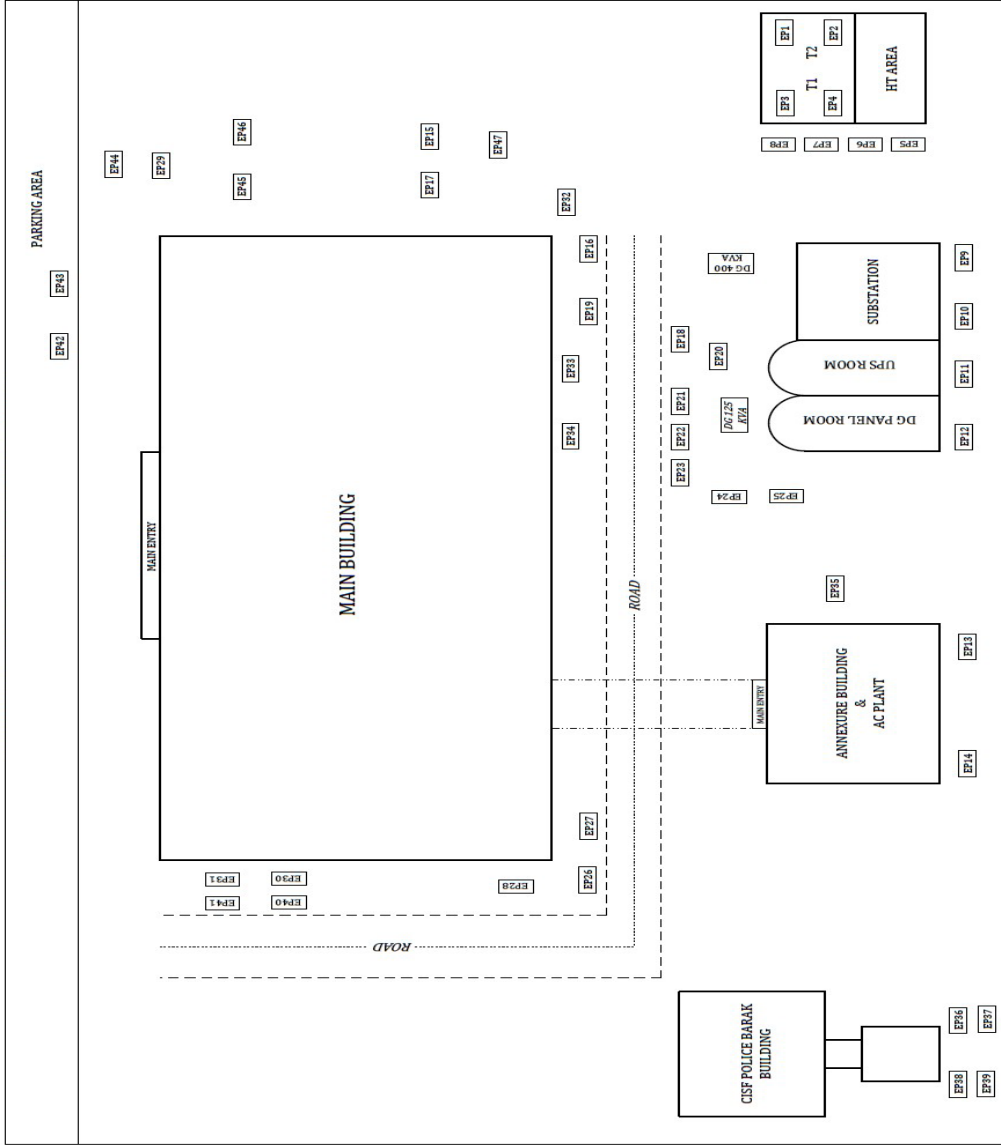 PARKING AREA
EP44
EP29
EP46
EP45
EP15
EP17
EP47
EP32
EP43
EP42
EP1
EP2
T1
T2
EP3
EP4
HT AREA
EP8
EP7
EP6
EP5
EP16
EP19
EP33
EP34
DG 400
KVA
SUBSTATION
EP9
EP10
EP18
EP20
EP21
EP22
EP23
DG 125
KVA
UPS ROOM
DG PANEL ROOM
EP11
EP12
EP24
EP25
MAIN ENTRY
MAIN BUILDING
ROAD
EP35
EP13
MAIN ENTRY
ANNEXURE BUILDING
&
AC PLANT
EP14
EP27
EP26
EP31
EP30
EP28
EP41
EP40
ROAD
CISF POLICE BARAK
BUILDING
EP36
EP37
EP38
EP39